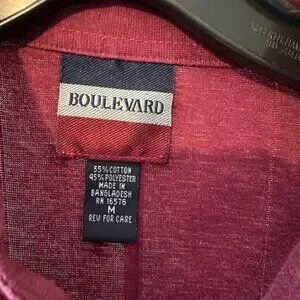 BOULEVARD
55% COTTON
45% POLYESTER
MADE IN
BANGLADESH
RN 16576
M
REV FOR CARE